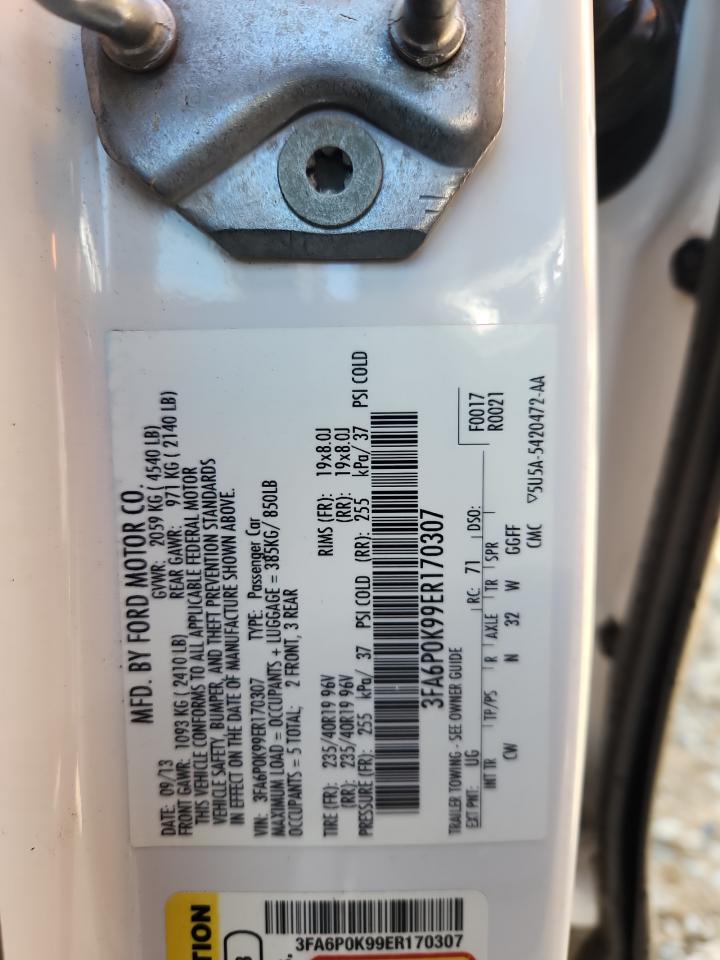 MFD. BY FORD MOTOR CO.
DATE: 09/13 GVWR: 2059 KG ( 4540 LB)
FRONT GAWR: 1093 KG ( 2410 LB) REAR GAWR: 971 KG ( 2140 LB)
THIS VEHICLE CONFORMS TO ALL APPLICABLE FEDERAL MOTOR
VEHICLE SAFETY, BUMPER, AND THEFT PREVENTION STANDARDS
IN EFFECT ON THE DATE OF MANUFACTURE SHOWN ABOVE.
VIN: 3FA6P0K99ER170307 TYPE: Passenger Car
MAXIMUM LOAD = OCCUPANTS + LUGGAGE = 385KG/ 850LB
OCCUPANTS = 5 TOTAL: 2 FRONT, 3 REAR
TIRE (FR): 235/40R19 96V RIMS (FR): 19x8.0J
(RR): 235/40R19 96V (RR): 19x8.0J
PRESSURE (FR): 255 kPa/ 37 PSI COLD (RR): 255 kPa/ 37 PSI COLD
3FA6P0K99ER170307
F0017
R0021
TRAILER TOWING - SEE OWNER GUIDE
EXT PNT: UG RC: 71 DSO:
INT TR TP/PS R AXLE TR SPR
CW N 32 W GGFF
CMC ▽5U5A-5420472-AA
3FA6P0K99ER170307